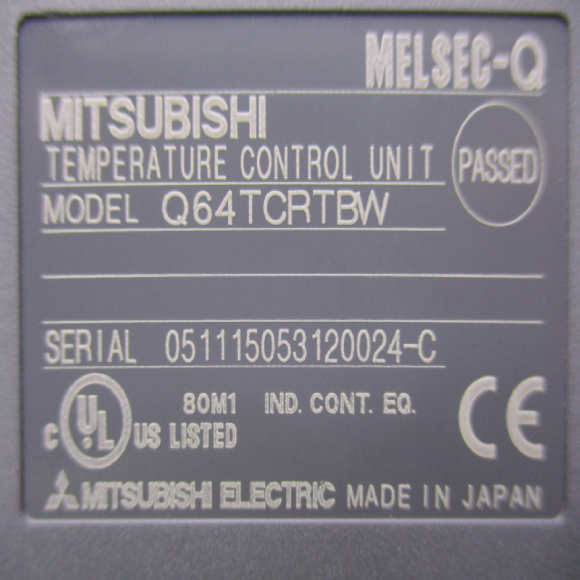 MELSEC-Q
MITSUBISHI
TEMPERATURE CONTROL UNIT
PASSED
MODEL Q64TCRTBW
SERIAL 051115053120024-C
80M1 IND. CONT. EQ.
C UL US LISTED
CE
MITSUBISHI ELECTRIC MADE IN JAPAN